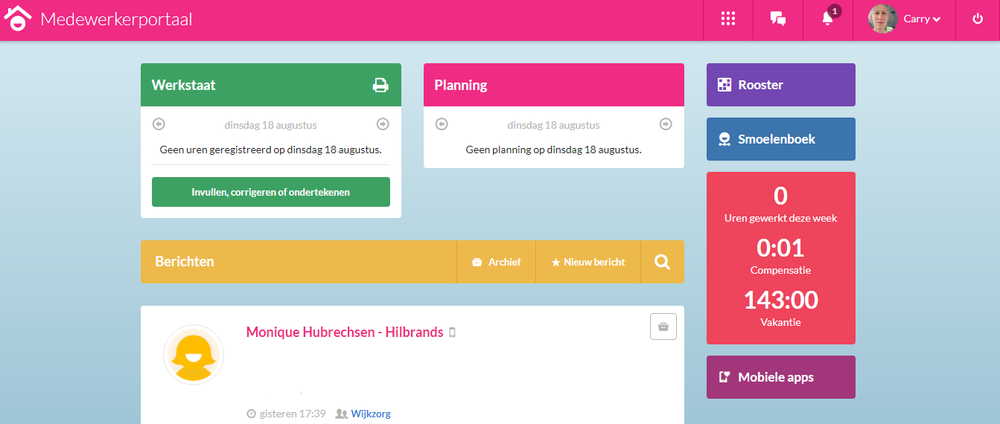 Medewerkerportaal
1
Carry
Werkstaat
dinsdag 18 augustus
Geen uren geregistreerd op dinsdag 18 augustus.
Invullen, corrigeren of ondertekenen
Planning
dinsdag 18 augustus
Geen planning op dinsdag 18 augustus.
Rooster
Smoelenboek
0
Uren gewerkt deze week
0:01
Compensatie
143:00
Vakantie
Mobiele apps
Berichten
Archief
Nieuw bericht
Monique Hubrechsen - Hilbrands
gisteren 17:39
Wijkzorg